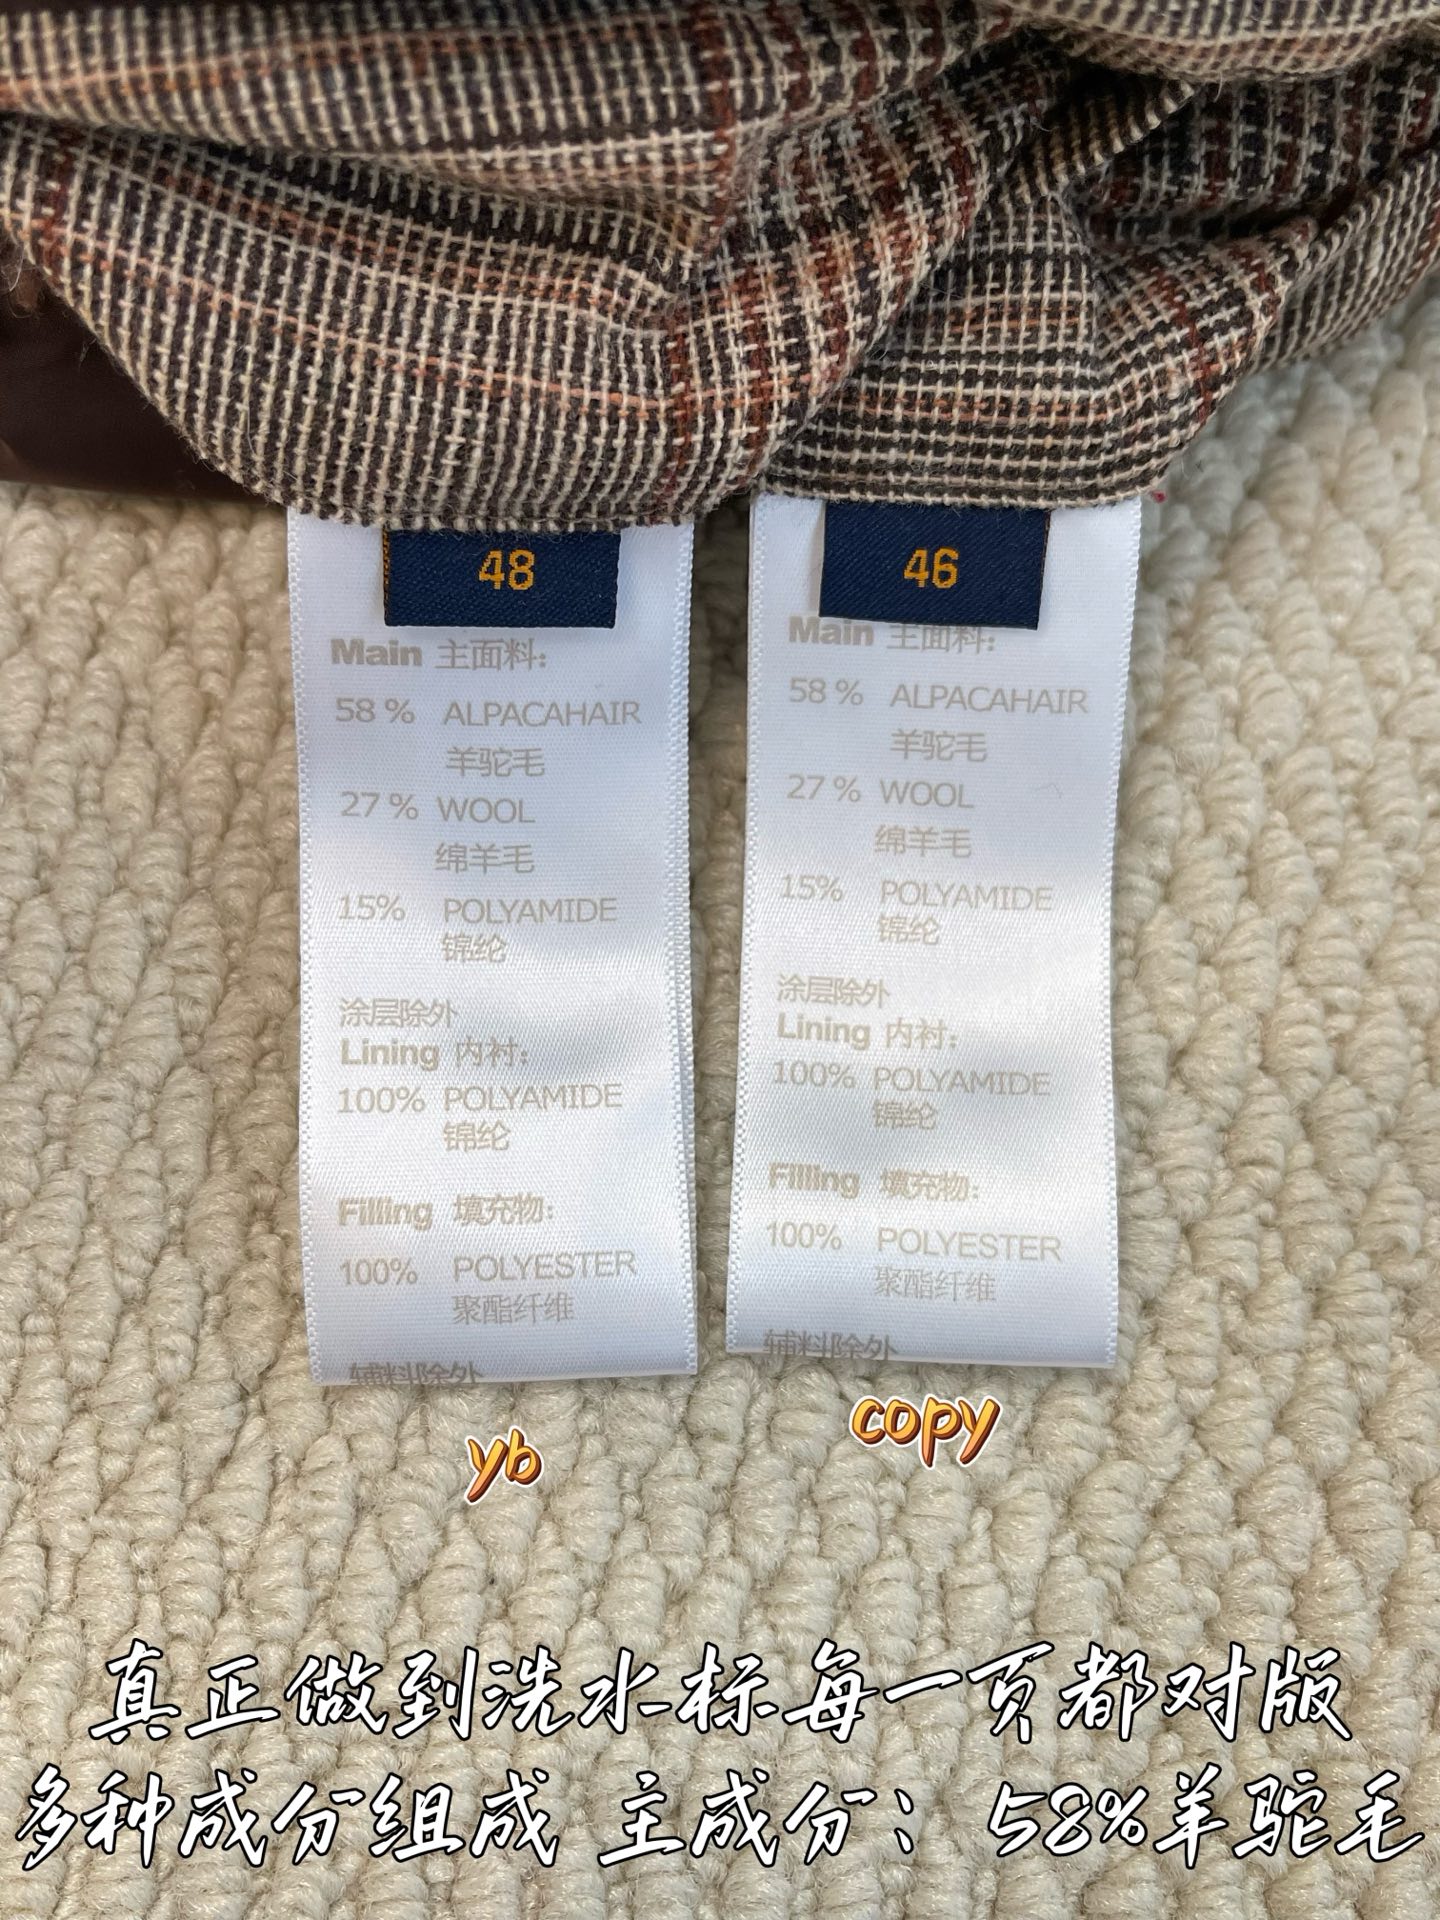 48
Main 主面料:
58 % ALPACAHAIR
羊驼毛
27 % WOOL
绵羊毛
15% POLYAMIDE
锦纶
涂层除外
Lining 内衬:
100% POLYAMIDE
锦纶
Filling 填充物:
100% POLYESTER
聚酯纤维
辅料除外
yb
46
Main 主面料:
58 % ALPACAHAIR
羊驼毛
27 % WOOL
绵羊毛
15% POLYAMIDE
锦纶
涂层除外
Lining 内衬:
100% POLYAMIDE
锦纶
Filling 填充物:
100% POLYESTER
聚酯纤维
辅料除外
copy
真正做到洗水标每一页都对版
多种成分组成 主成分、58%羊驼毛